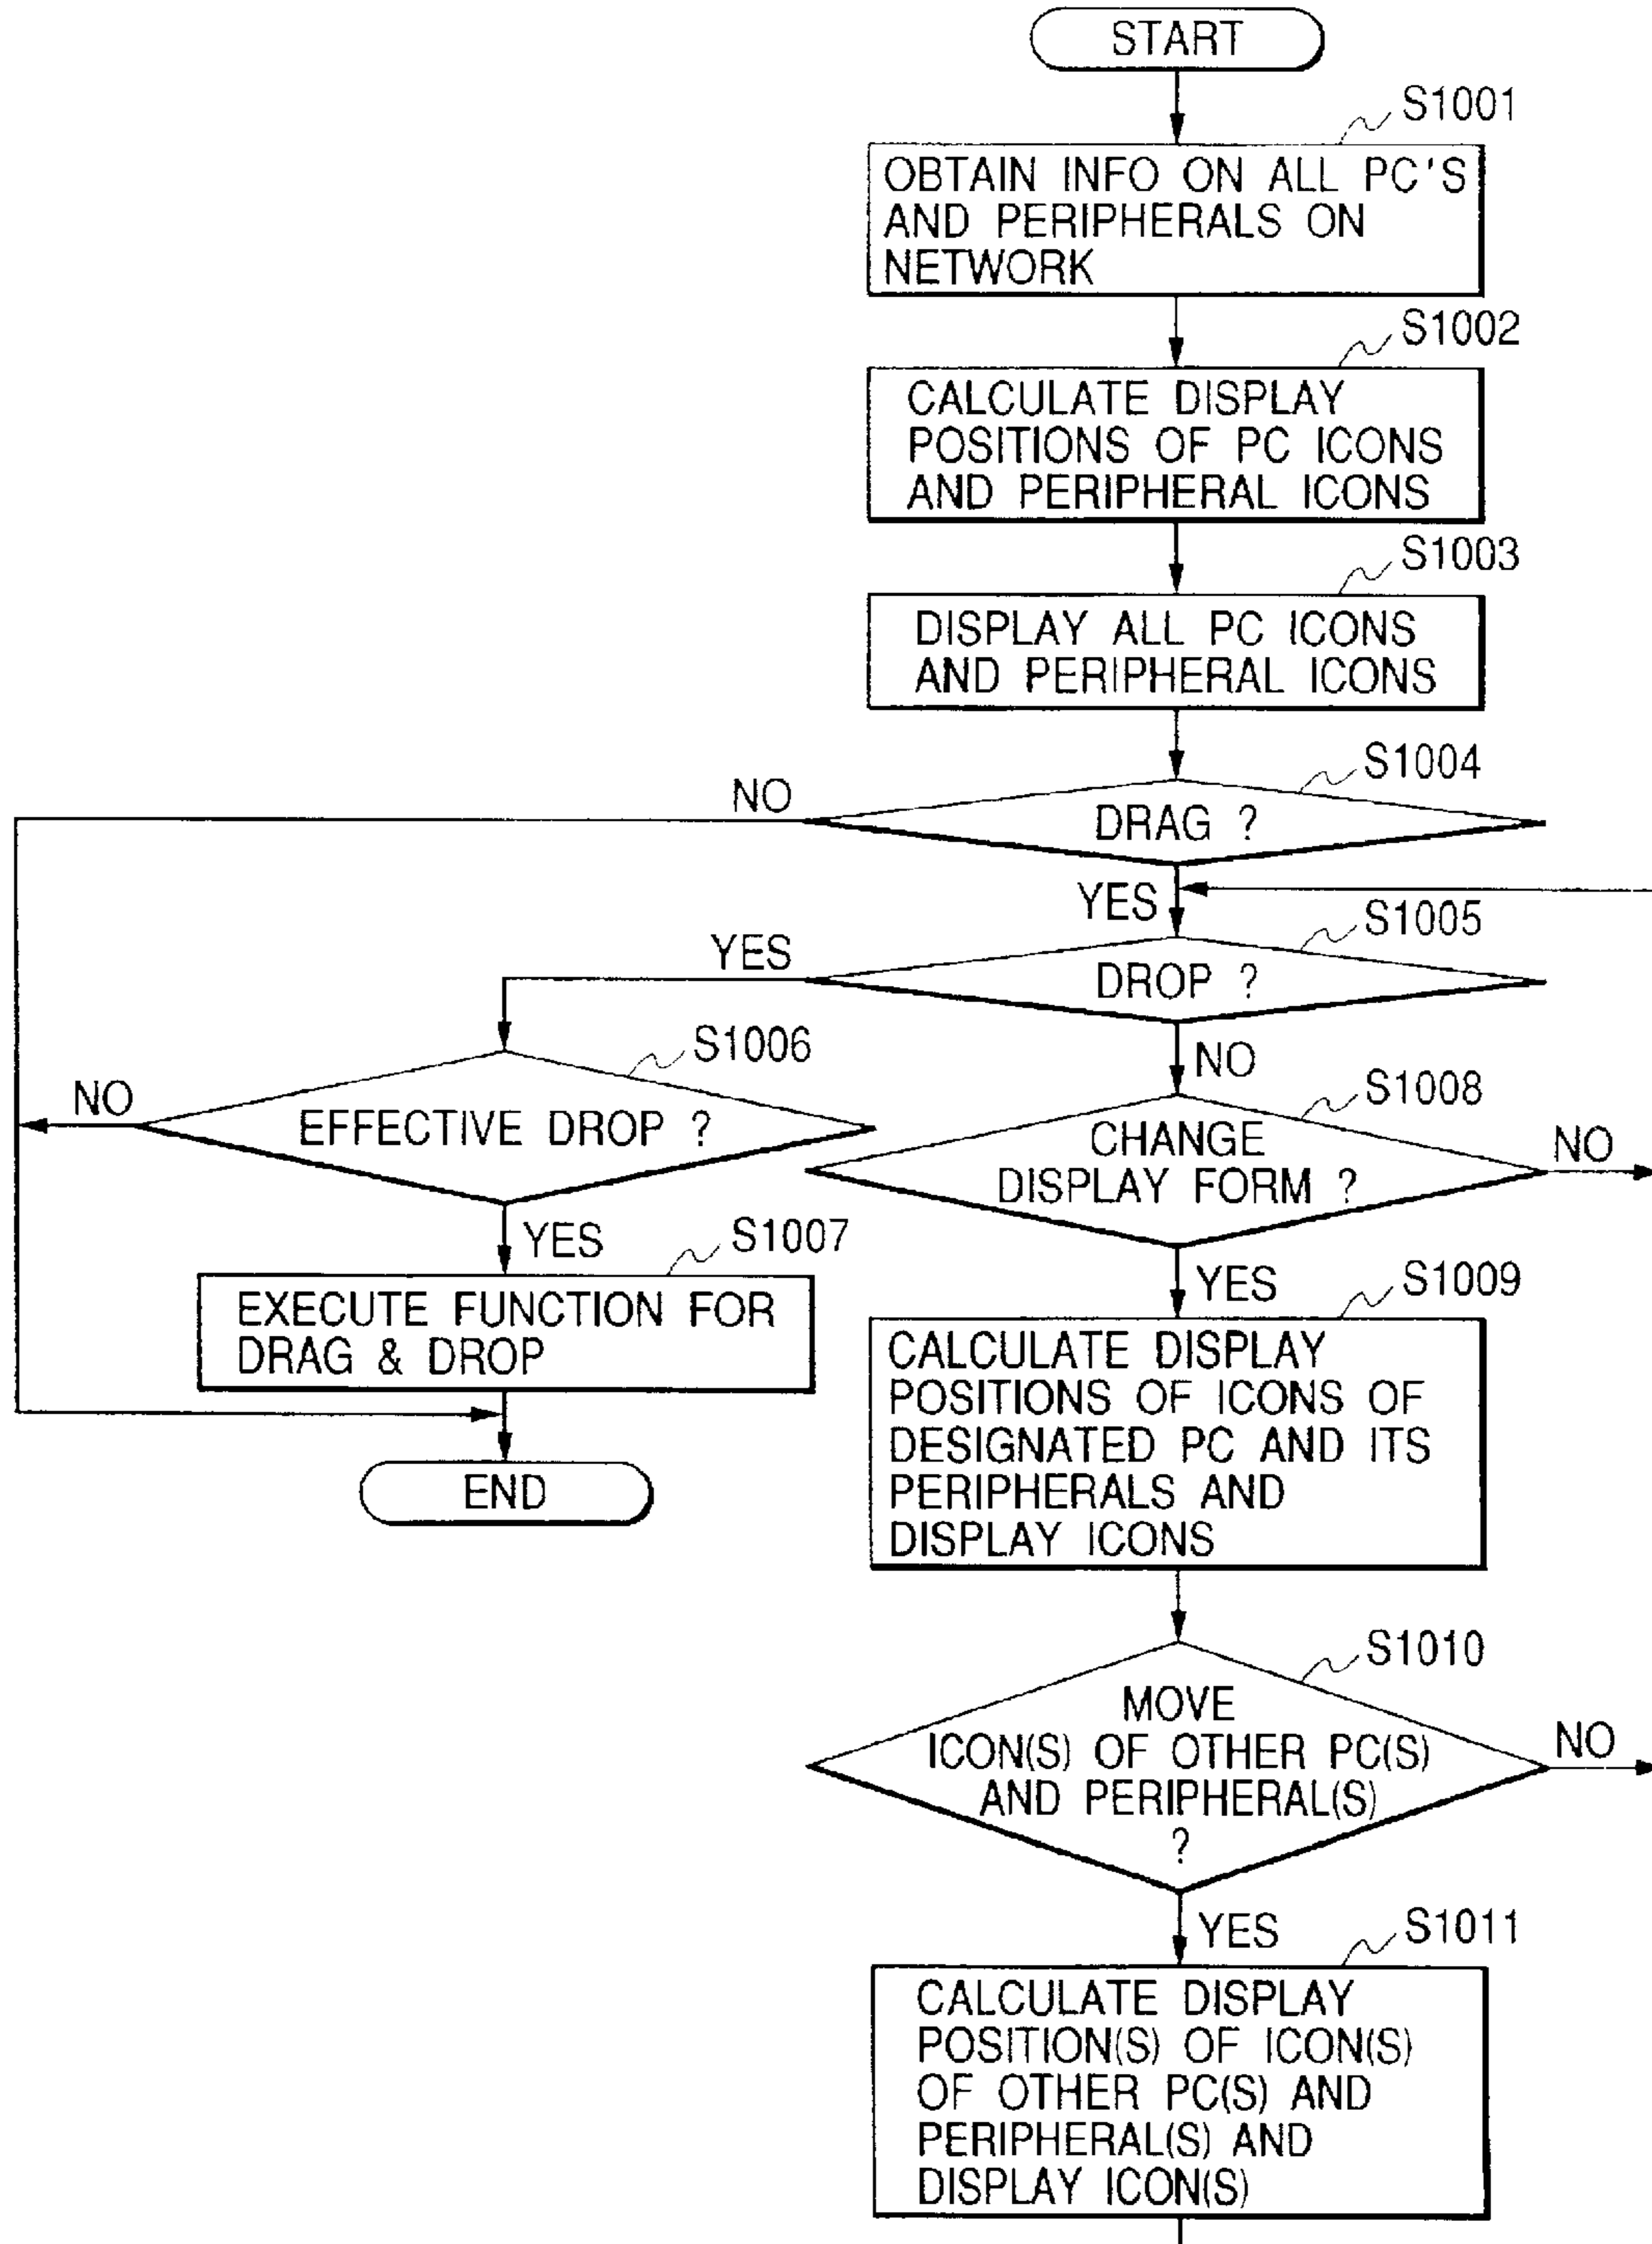 START
S1001
OBTAIN INFO ON ALL PC'S
AND PERIPHERALS ON
NETWORK
S1002
CALCULATE DISPLAY
POSITIONS OF PC ICONS
AND PERIPHERAL ICONS
S1003
DISPLAY ALL PC ICONS
AND PERIPHERAL ICONS
S1004
NO
DRAG ?
YES
S1005
YES
DROP ?
NO
S1006
NO
EFFECTIVE DROP ?
YES
S1007
EXECUTE FUNCTION FOR
DRAG & DROP
END
S1008
CHANGE
DISPLAY FORM ?
NO
YES
S1009
CALCULATE DISPLAY
POSITIONS OF ICONS OF
DESIGNATED PC AND ITS
PERIPHERALS AND
DISPLAY ICONS
S1010
MOVE
ICON(S) OF OTHER PC(S)
AND PERIPHERAL(S)
?
NO
YES
S1011
CALCULATE DISPLAY
POSITION(S) OF ICON(S)
OF OTHER PC(S) AND
PERIPHERAL(S) AND
DISPLAY ICON(S)